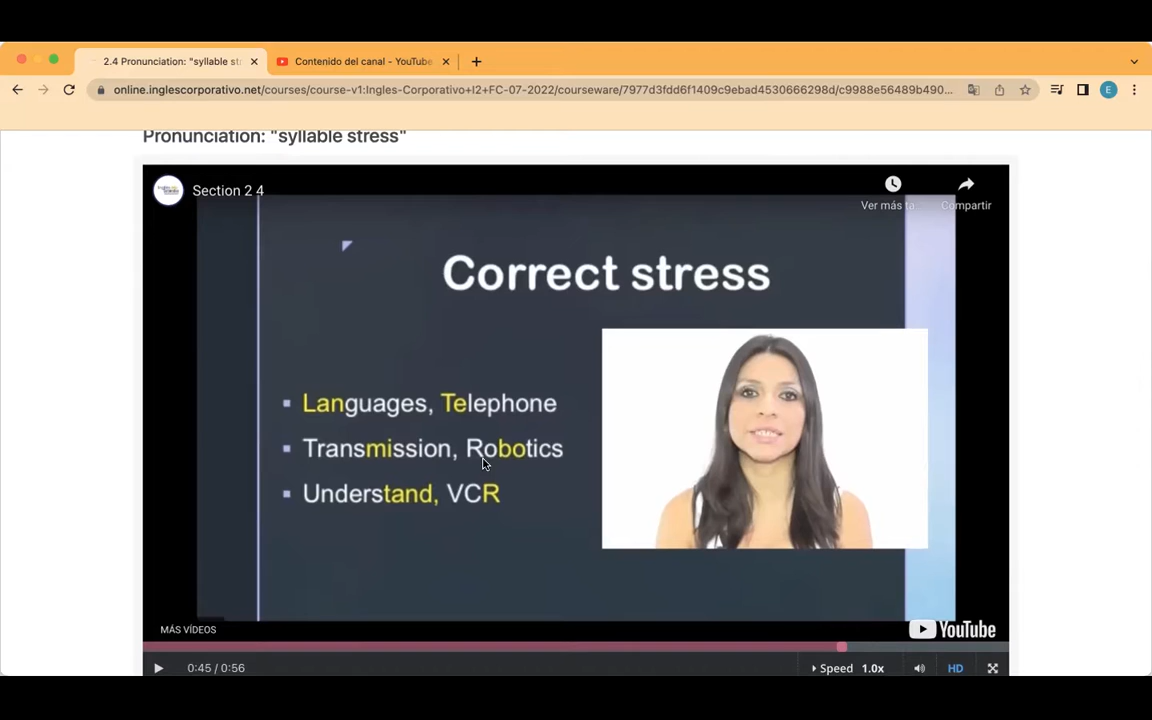 2.4 Pronunciation: "syllable str
Contenido del canal - YouTube
online.inglescorporativo.net/courses/course-v1:Ingles-Corporativo+I2+FC-07-2022/courseware/7977d3fdd6f1409c9ebad4530666298d/c9988e56489b490...
E
Pronunciation: "syllable stress"
Section 2 4
Ver más ta...
Compartir
Correct stress
Languages, Telephone
Transmission, Robotics
Understand, VCR
MÁS VÍDEOS
YouTube
0:45 / 0:56
Speed 1.0x
HD